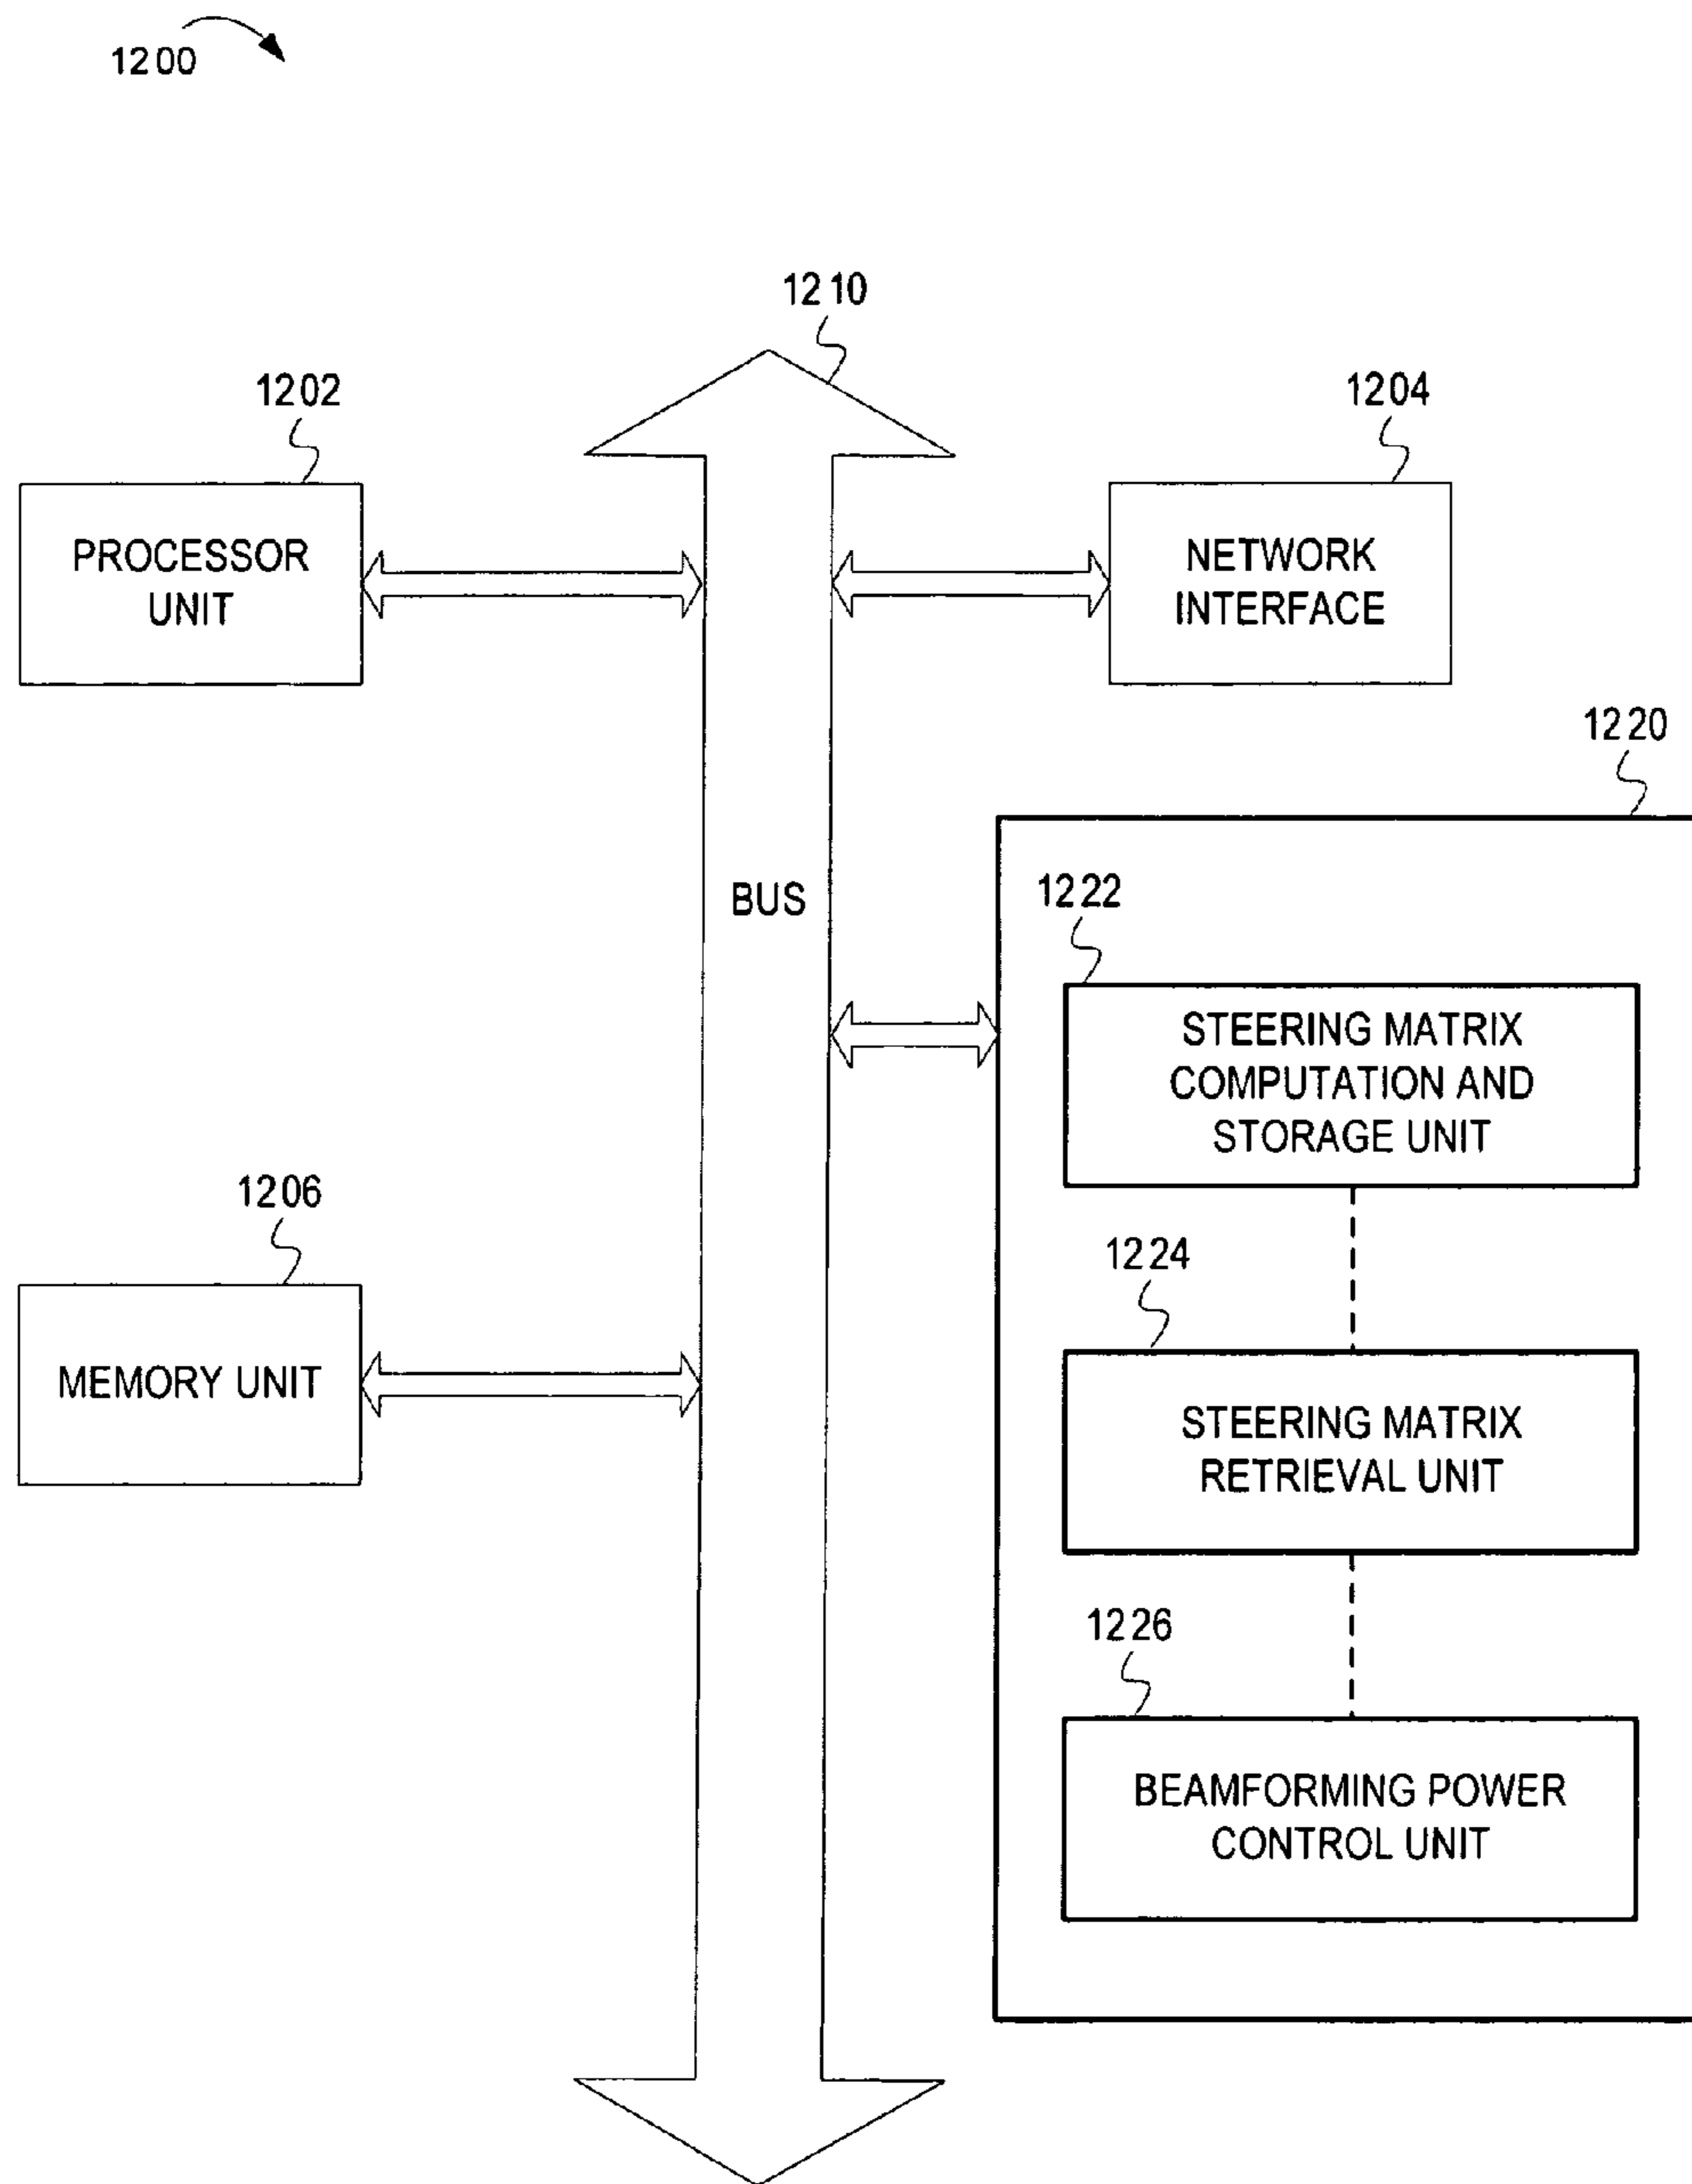 1200
1210
1202
1204
PROCESSOR
UNIT
NETWORK
INTERFACE
1220
BUS
1222
STEERING MATRIX
COMPUTATION AND
STORAGE UNIT
1206
MEMORY UNIT
1224
STEERING MATRIX
RETRIEVAL UNIT
1226
BEAMFORMING POWER
CONTROL UNIT